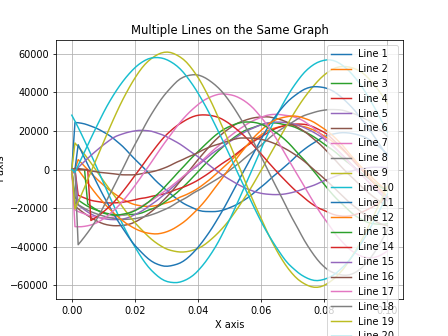 Multiple Lines on the Same Graph
60000
40000
20000
0
−20000
−40000
−60000
0.00
0.02
0.04
0.06
0.08
X axis
Line 1
Line 2
Line 3
Line 4
Line 5
Line 6
Line 7
Line 8
Line 9
Line 10
Line 11
Line 12
Line 13
Line 14
Line 15
Line 16
Line 17
Line 18
Line 19